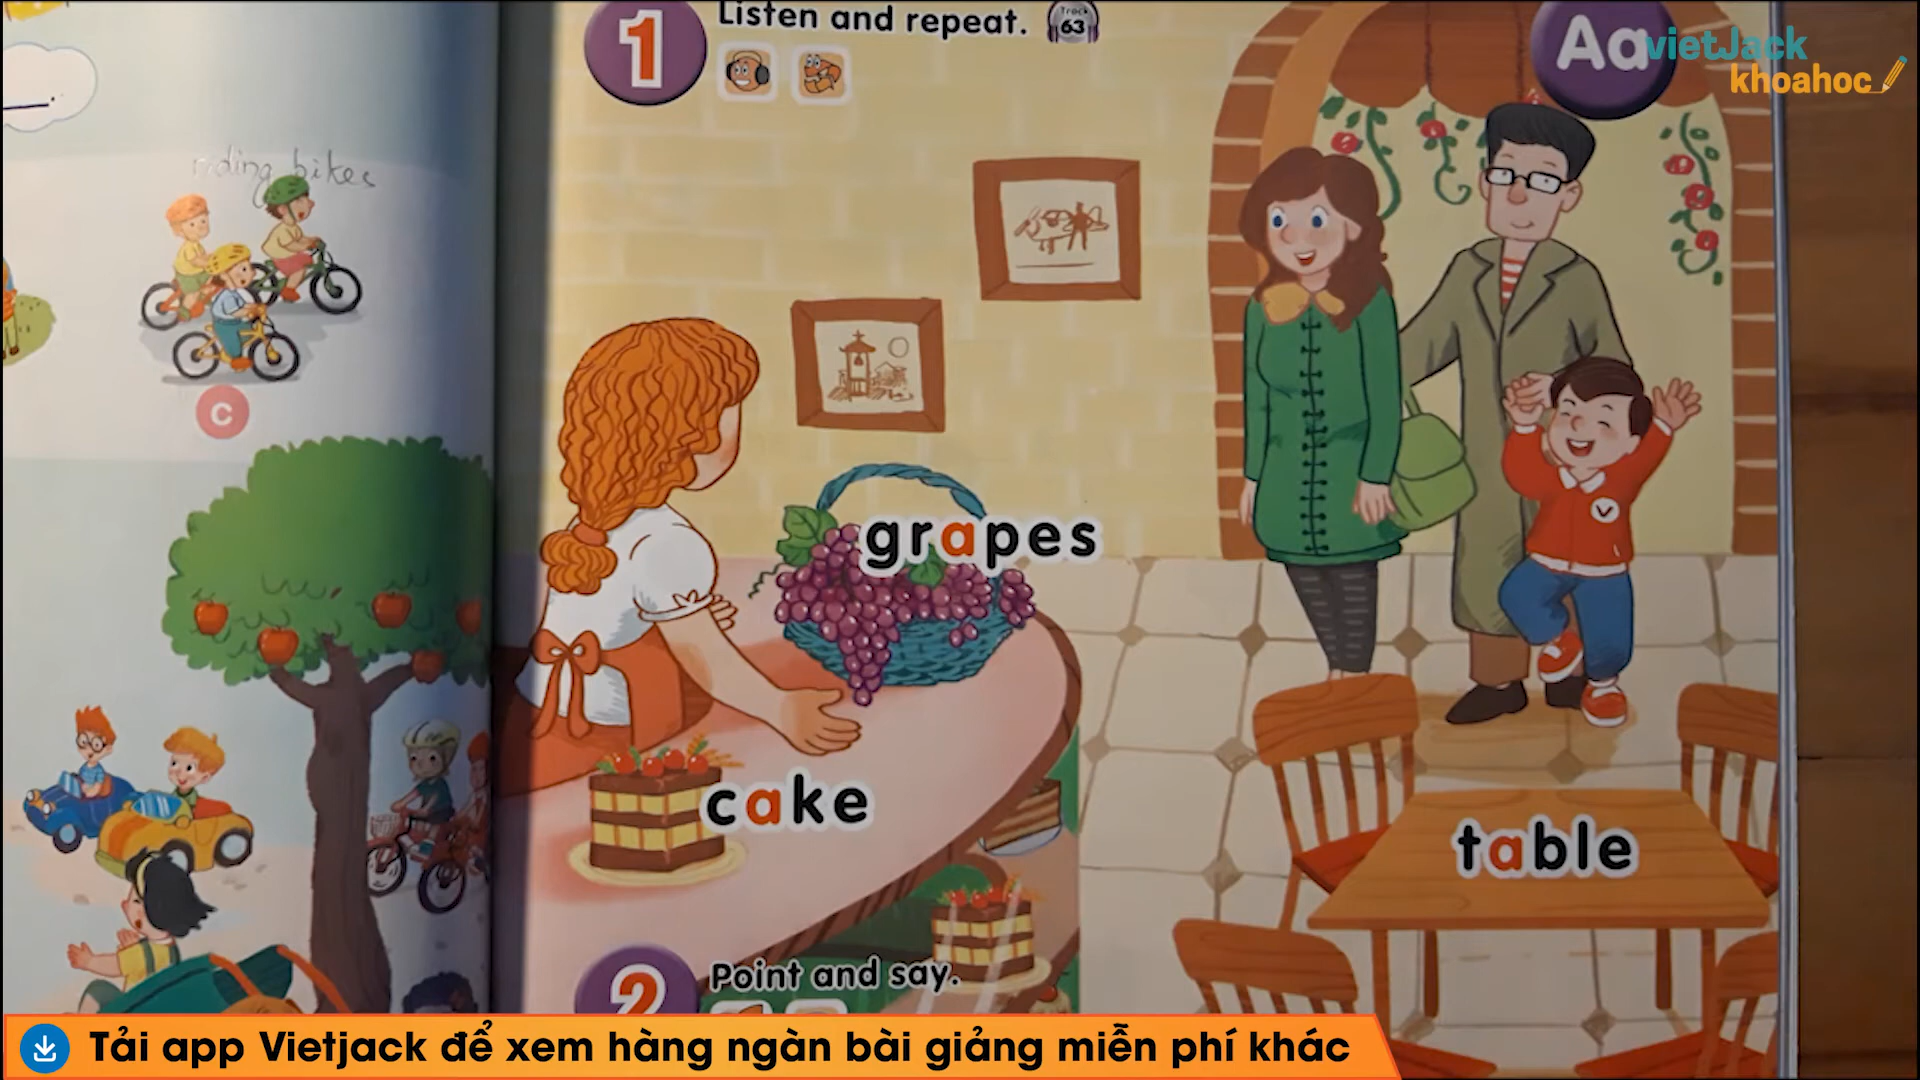 1
Listen and repeat.
Track
63
Aa
vietJack
khoahoc
riding bikes
C
grapes
cake
table
2
Point and say.
Tải app Vietjack để xem hàng ngàn bài giảng miễn phí khác